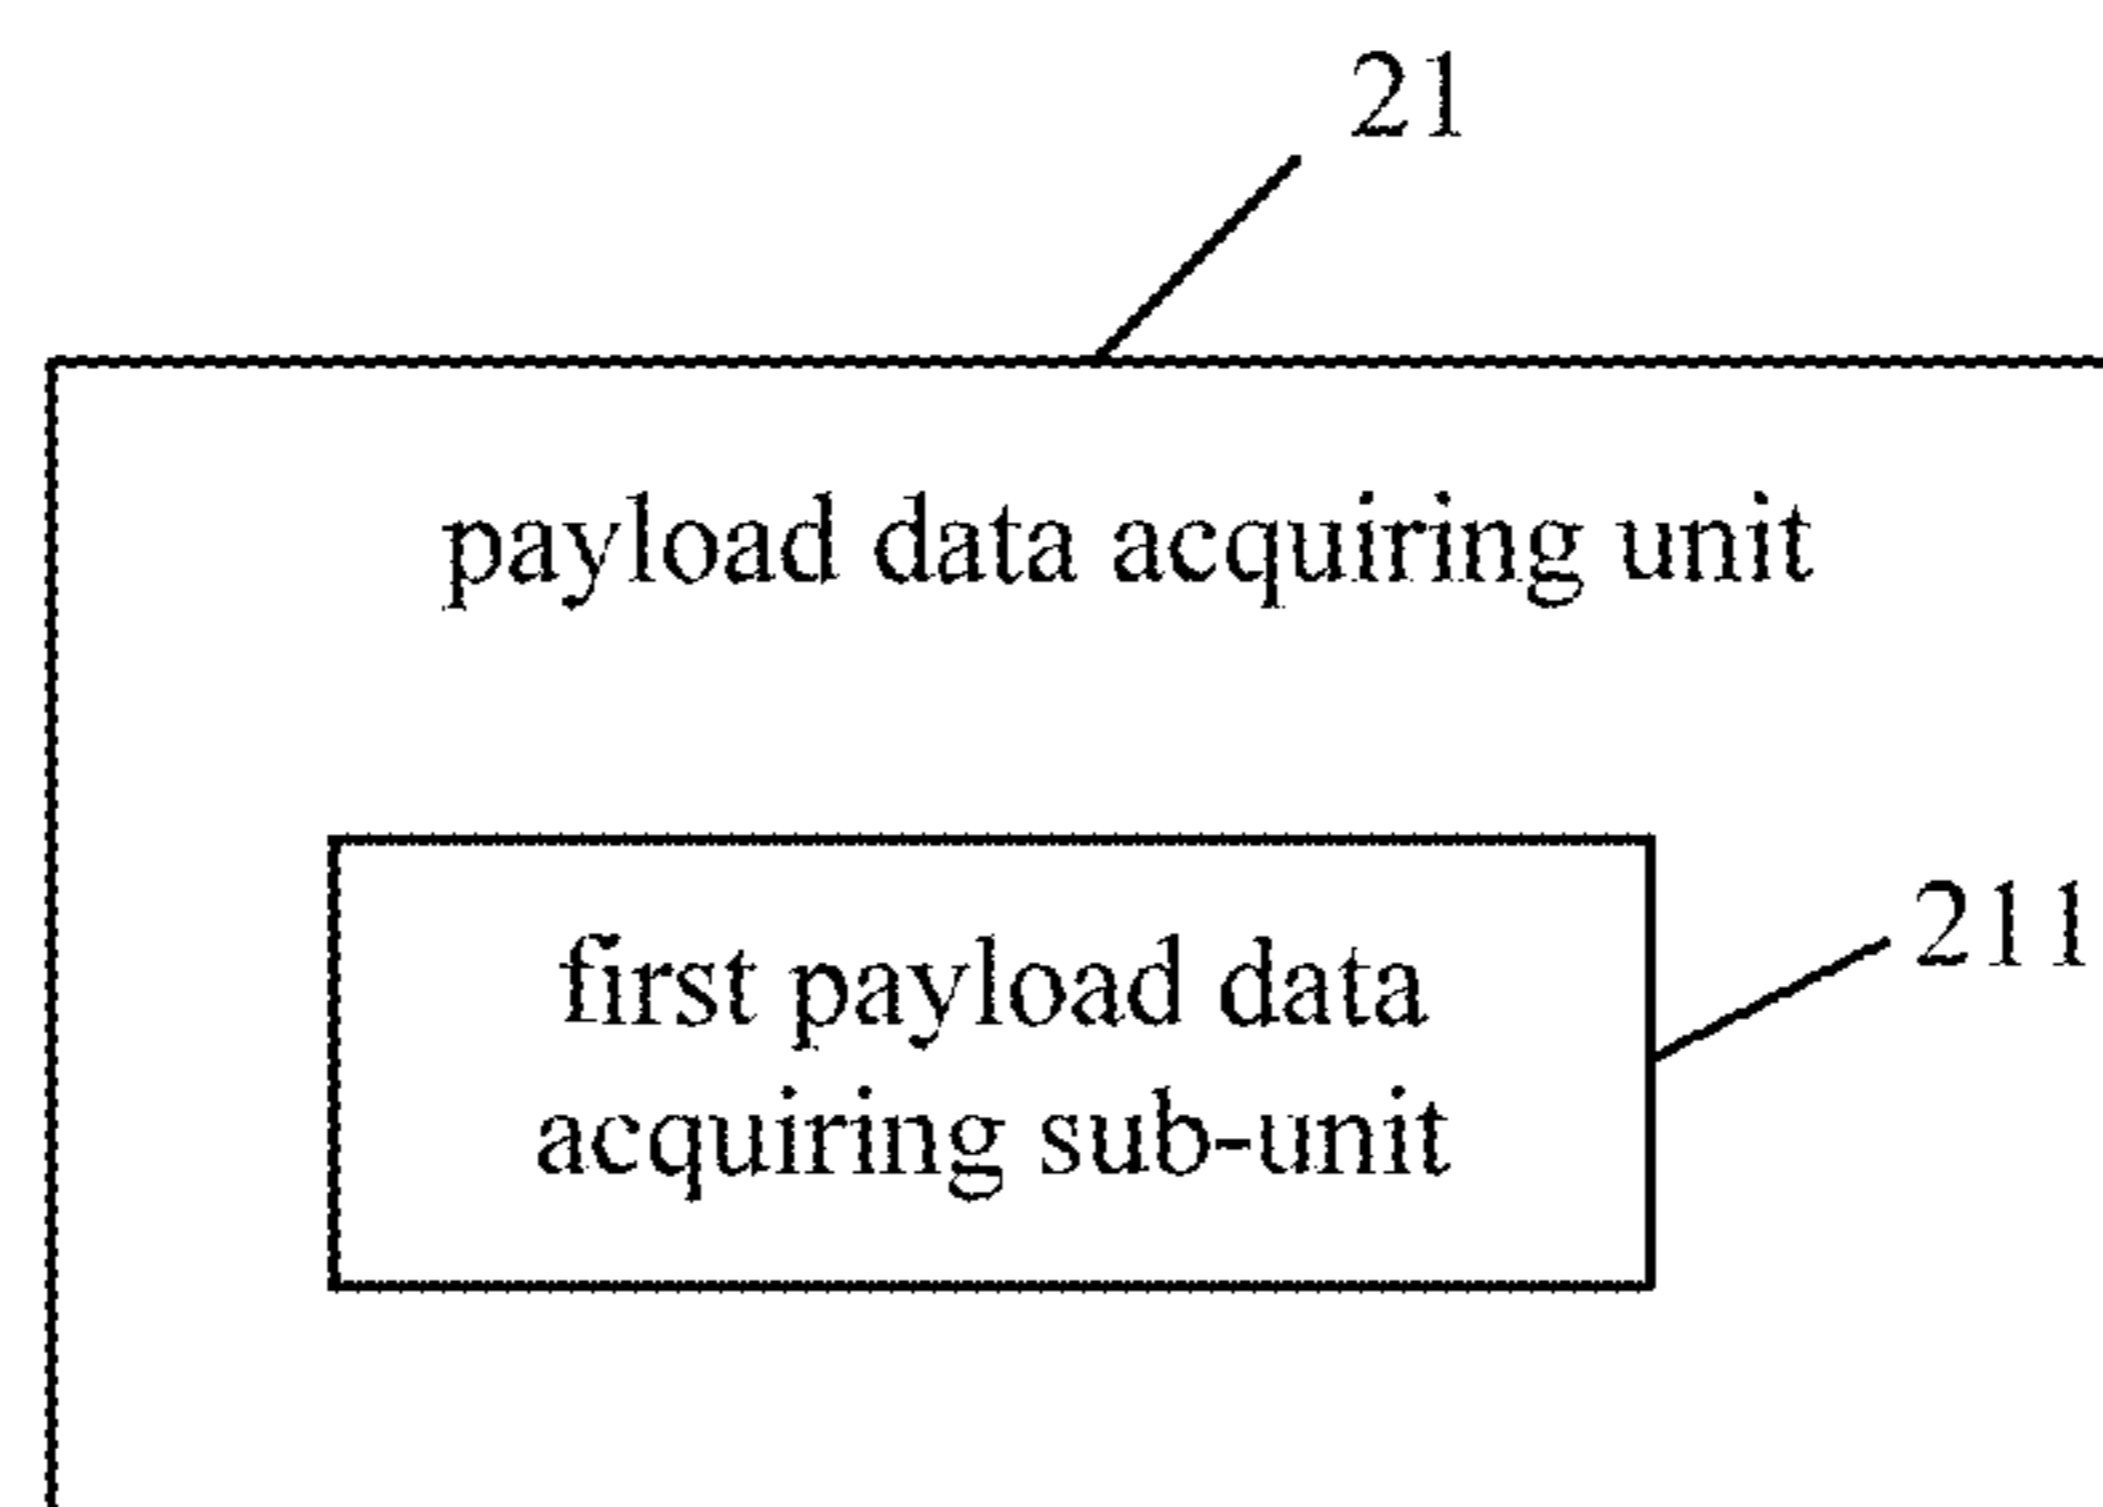 21
payload data acquiring unit
211
first payload data
acquiring sub-unit